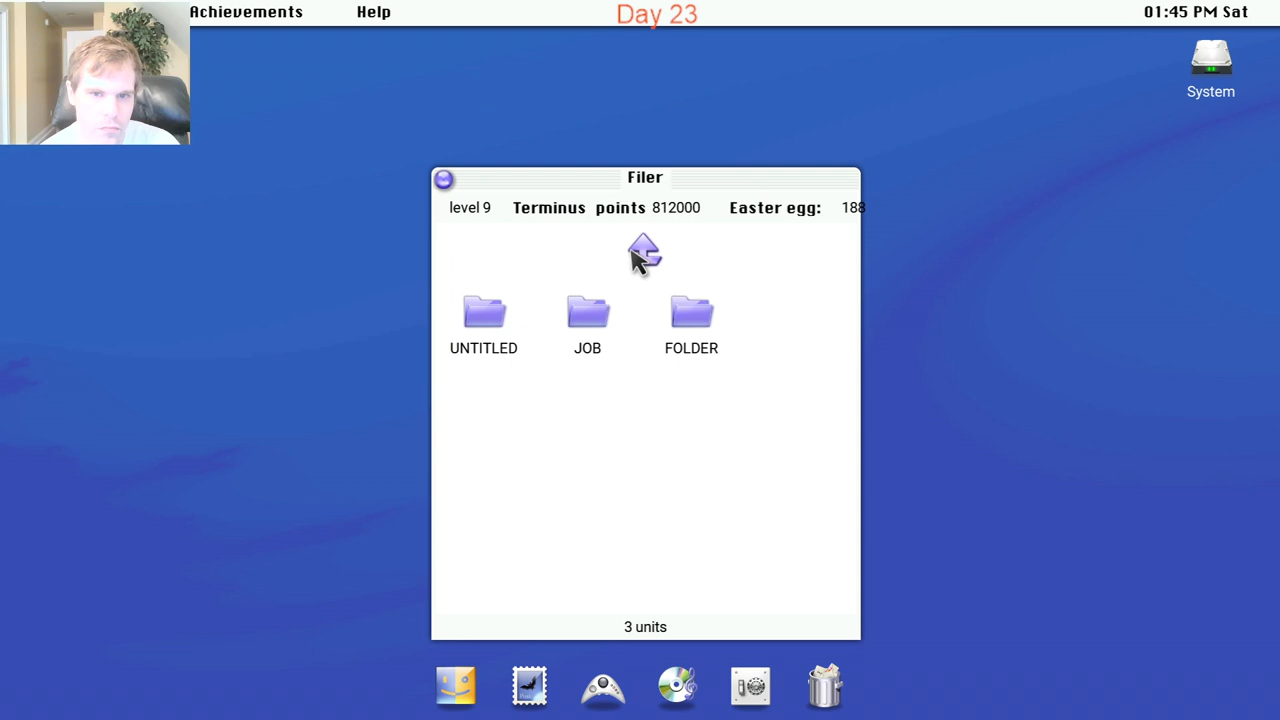 Achievements Help Day 23 01:45 PM Sat
System
Filer
level 9 Terminus points 812000 Easter egg: 188
UNTITLED JOB FOLDER
3 units